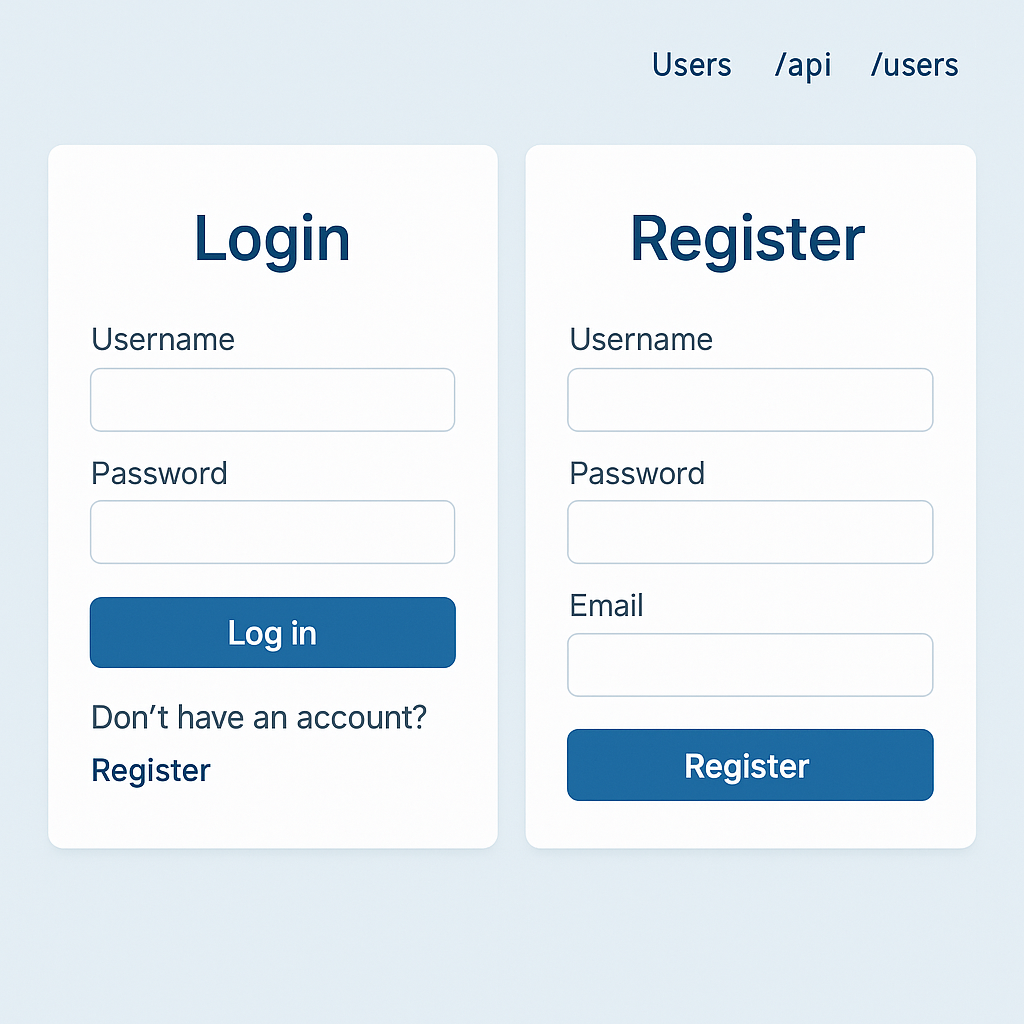 Users /api /users
Login
Username
Password
Log in
Don’t have an account?
Register
Register
Username
Password
Email
Register